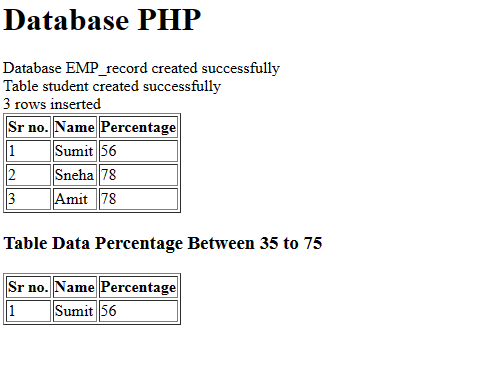 Database PHP
Database EMP_record created successfully
Table student created successfully
3 rows inserted
Sr no. Name Percentage
1 Sumit 56
2 Sneha 78
3 Amit 78
Table Data Percentage Between 35 to 75
Sr no. Name Percentage
1 Sumit 56